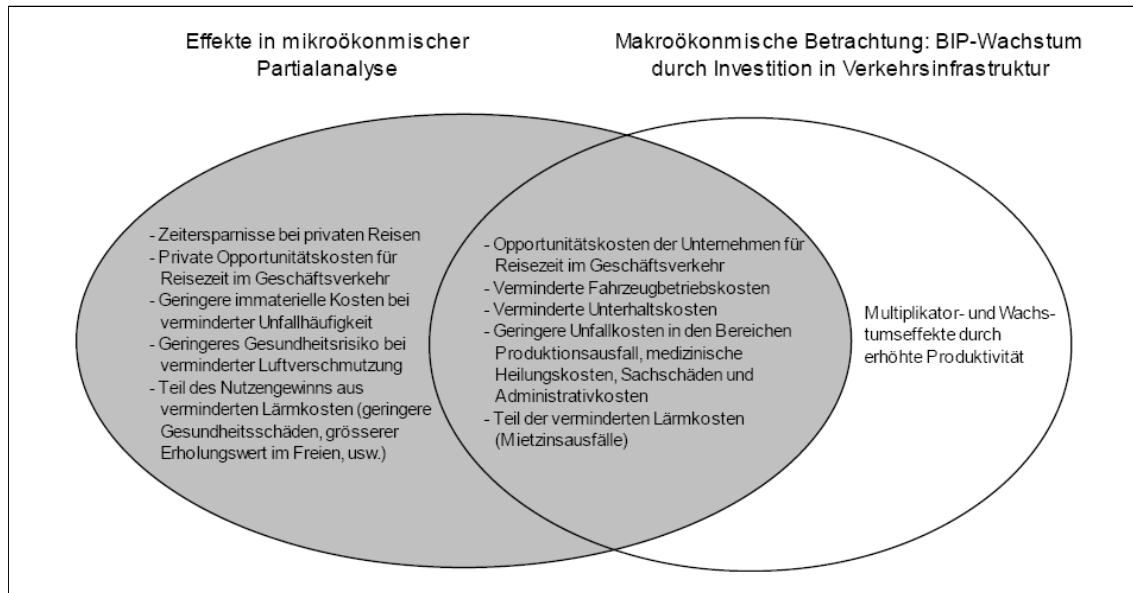 Effekte in mikroökonmischer
Partialanalyse
Makroökonmische Betrachtung: BIP-Wachstum
durch Investition in Verkehrsinfrastruktur
- Zeitersparnisse bei privaten Reisen
- Private Opportunitätskosten für
Reisezeit im Geschäftsverkehr
- Geringere immaterielle Kosten bei
verminderter Unfallhäufigkeit
- Geringeres Gesundheitsrisiko bei
verminderter Luftverschmutzung
- Teil des Nutzengewinns aus
verminderten Lärmkosten (geringere
Gesundheitsschäden, grösserer
Erholungswert im Freien, usw.)
- Opportunitätskosten der Unternehmen für
Reisezeit im Geschäftsverkehr
- Verminderte Fahrzeugbetriebskosten
- Verminderte Unterhaltskosten
- Geringere Unfallkosten in den Bereichen
Produktionsausfall, medizinische
Heilungskosten, Sachschäden und
Administrativkosten
- Teil der verminderten Lärmkosten
(Mietzinsausfälle)
Multiplikator- und Wachs-
tumseffekte durch
erhöhte Produktivität